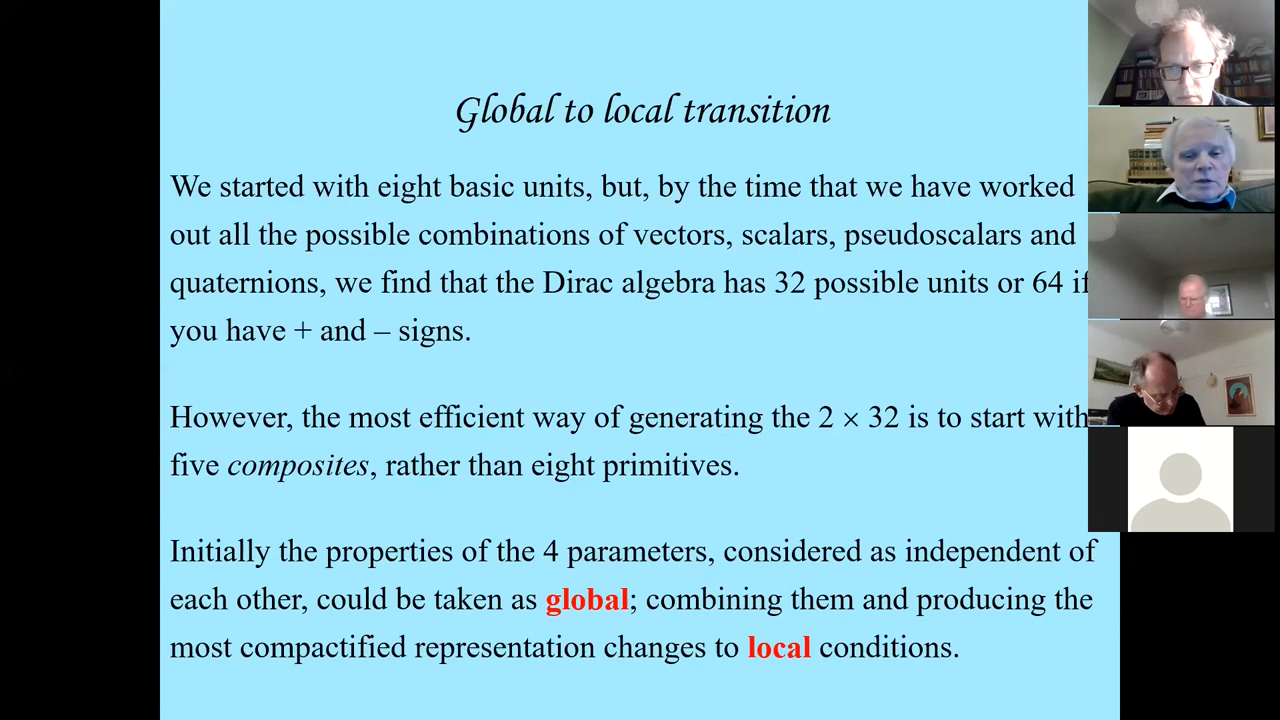 Global to local transition
We started with eight basic units, but, by the time that we have worked
out all the possible combinations of vectors, scalars, pseudoscalars and
quaternions, we find that the Dirac algebra has 32 possible units or 64 if
you have + and – signs.
However, the most efficient way of generating the 2 × 32 is to start with
five composites, rather than eight primitives.
Initially the properties of the 4 parameters, considered as independent of
each other, could be taken as global; combining them and producing the
most compactified representation changes to local conditions.